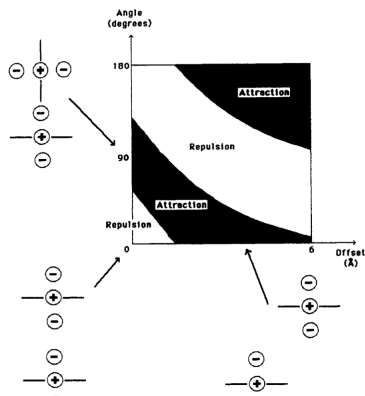 Angle
(degrees)
180
Attraction
Repulsion
90
Attraction
Repulsion
0
6
Offset
(Å)
− + −
−
+
−
−
+
−
−
+
−
+
−
−
+